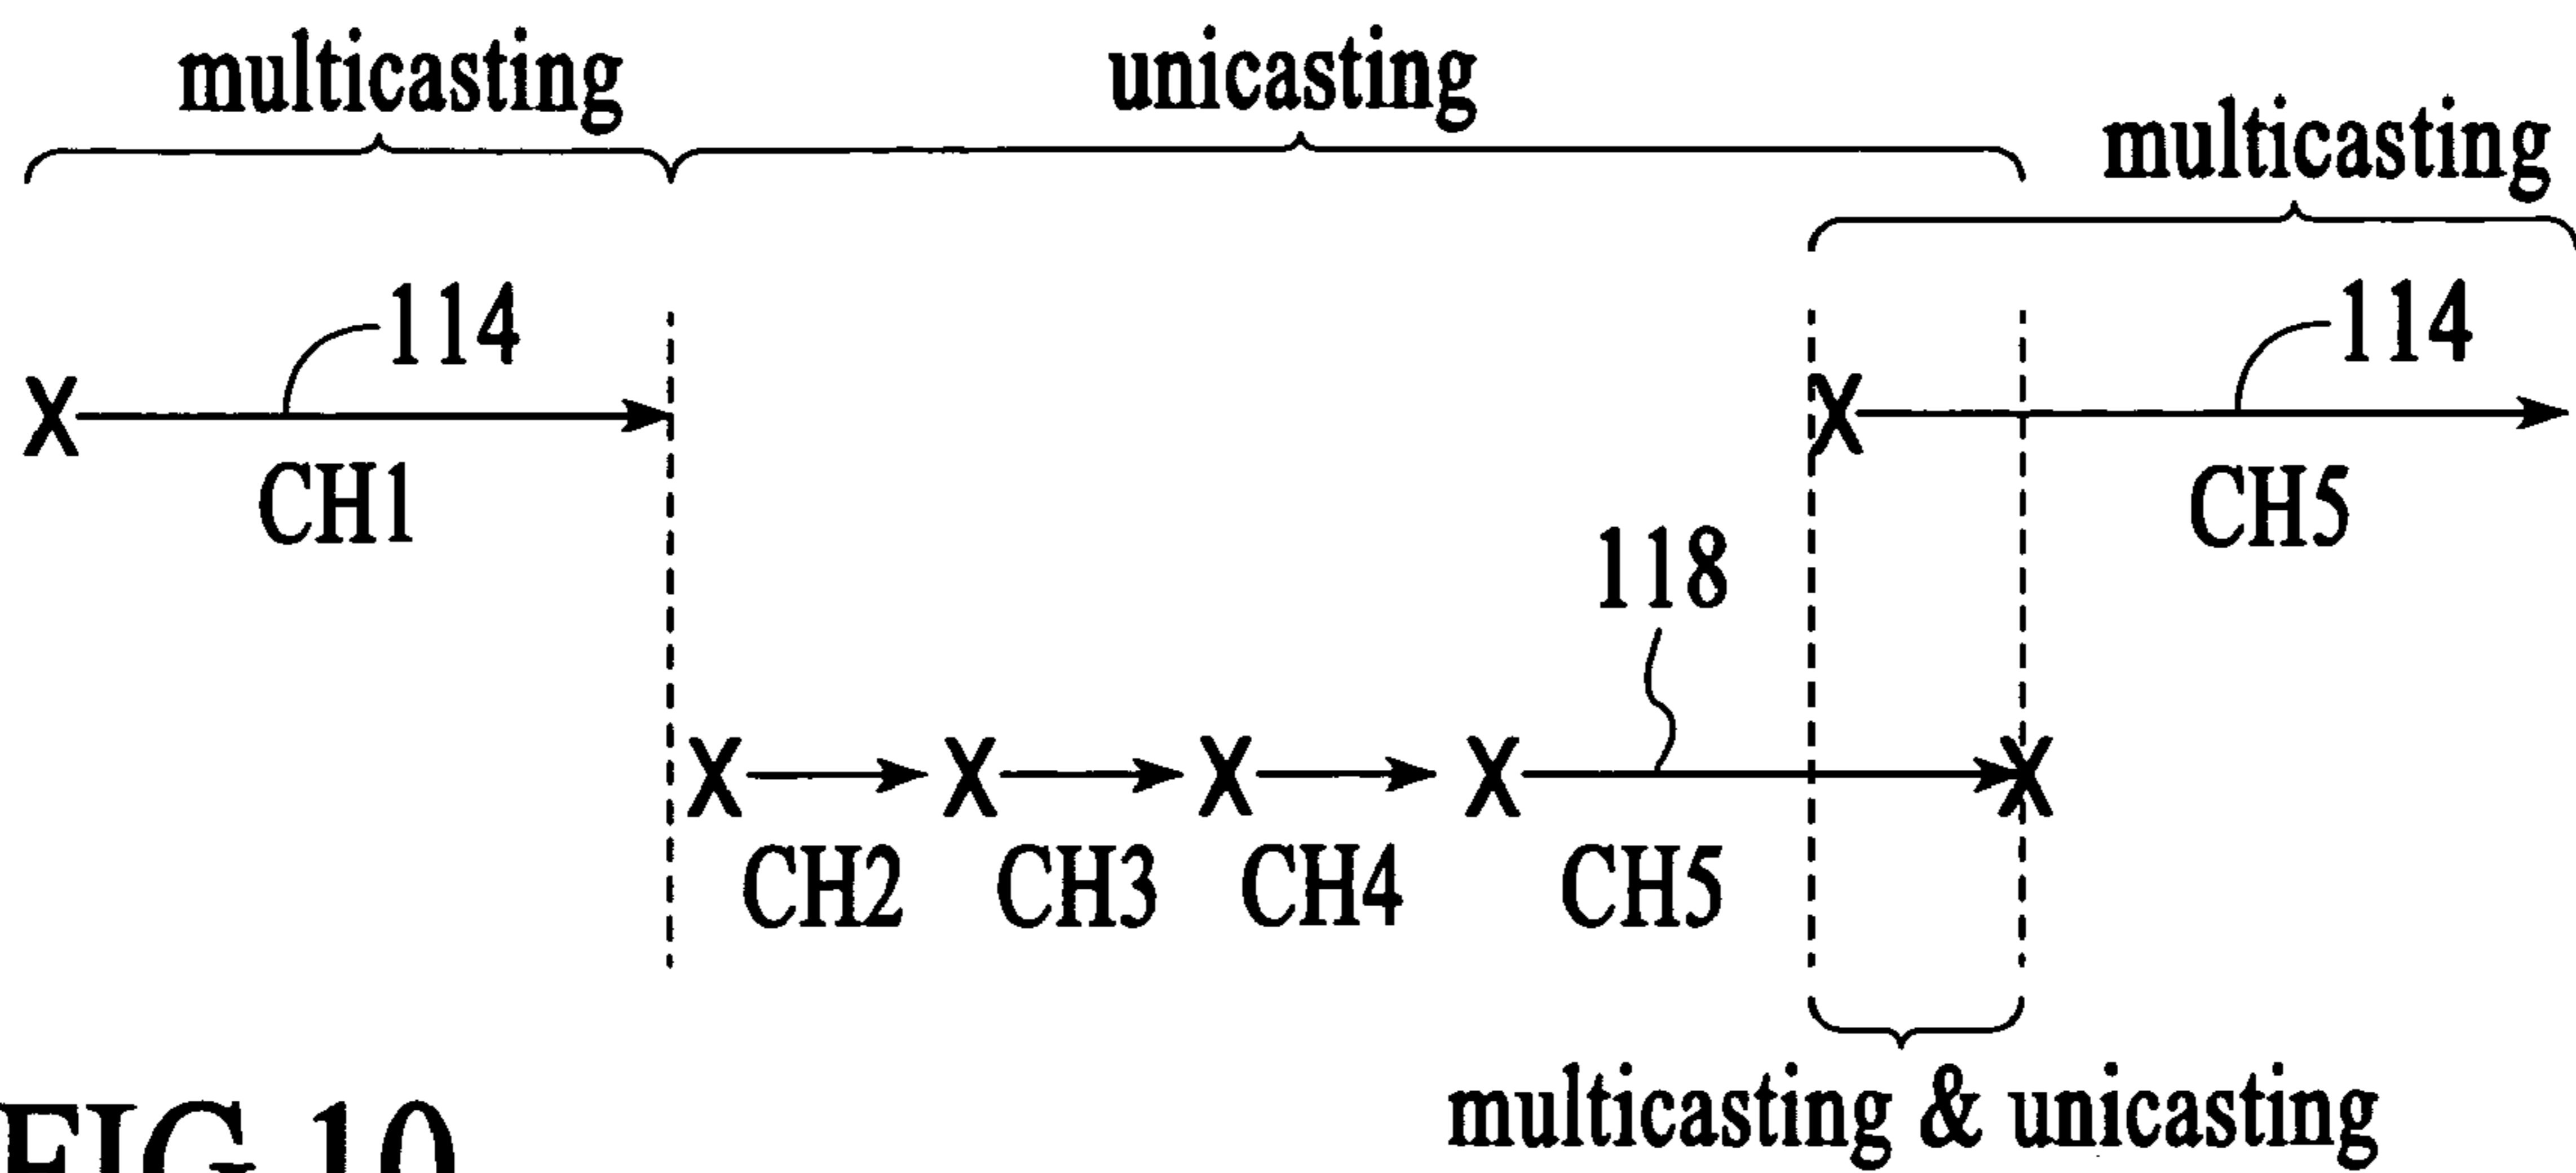 multicasting
unicasting
multicasting
114
114
X
X
CH1
CH5
118
X
X
X
X
X
CH2
CH3
CH4
CH5
multicasting & unicasting
FIG.10